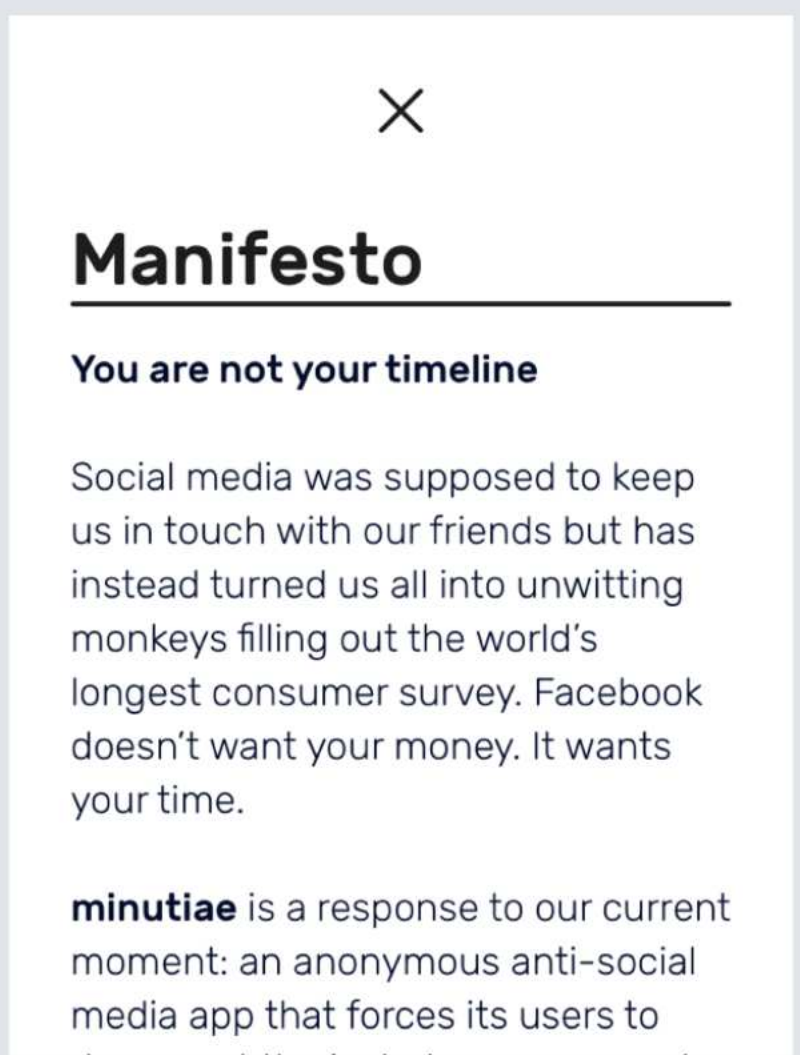 Manifesto
You are not your timeline
Social media was supposed to keep
us in touch with our friends but has
instead turned us all into unwitting
monkeys filling out the world’s
longest consumer survey. Facebook
doesn’t want your money. It wants
your time.
minutiae is a response to our current
moment: an anonymous anti-social
media app that forces its users to